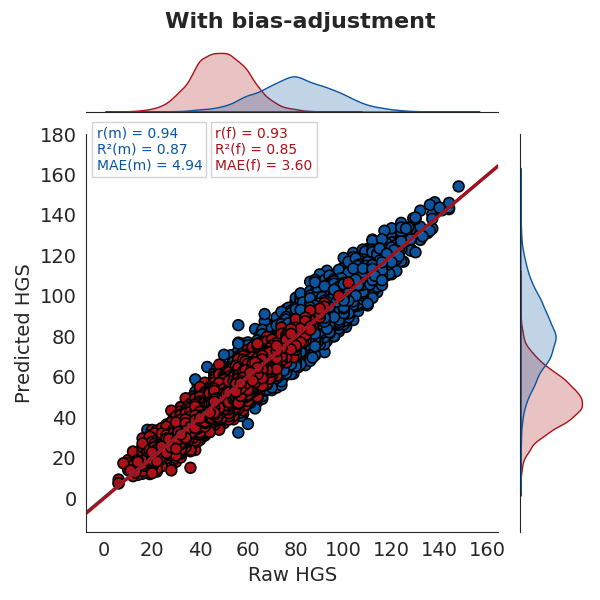 With bias-adjustment
r(m) = 0.94
R²(m) = 0.87
MAE(m) = 4.94
r(f) = 0.93
R²(f) = 0.85
MAE(f) = 3.60
180
160
140
120
100
80
60
40
20
0
Predicted HGS
0 20 40 60 80 100 120 140 160
Raw HGS